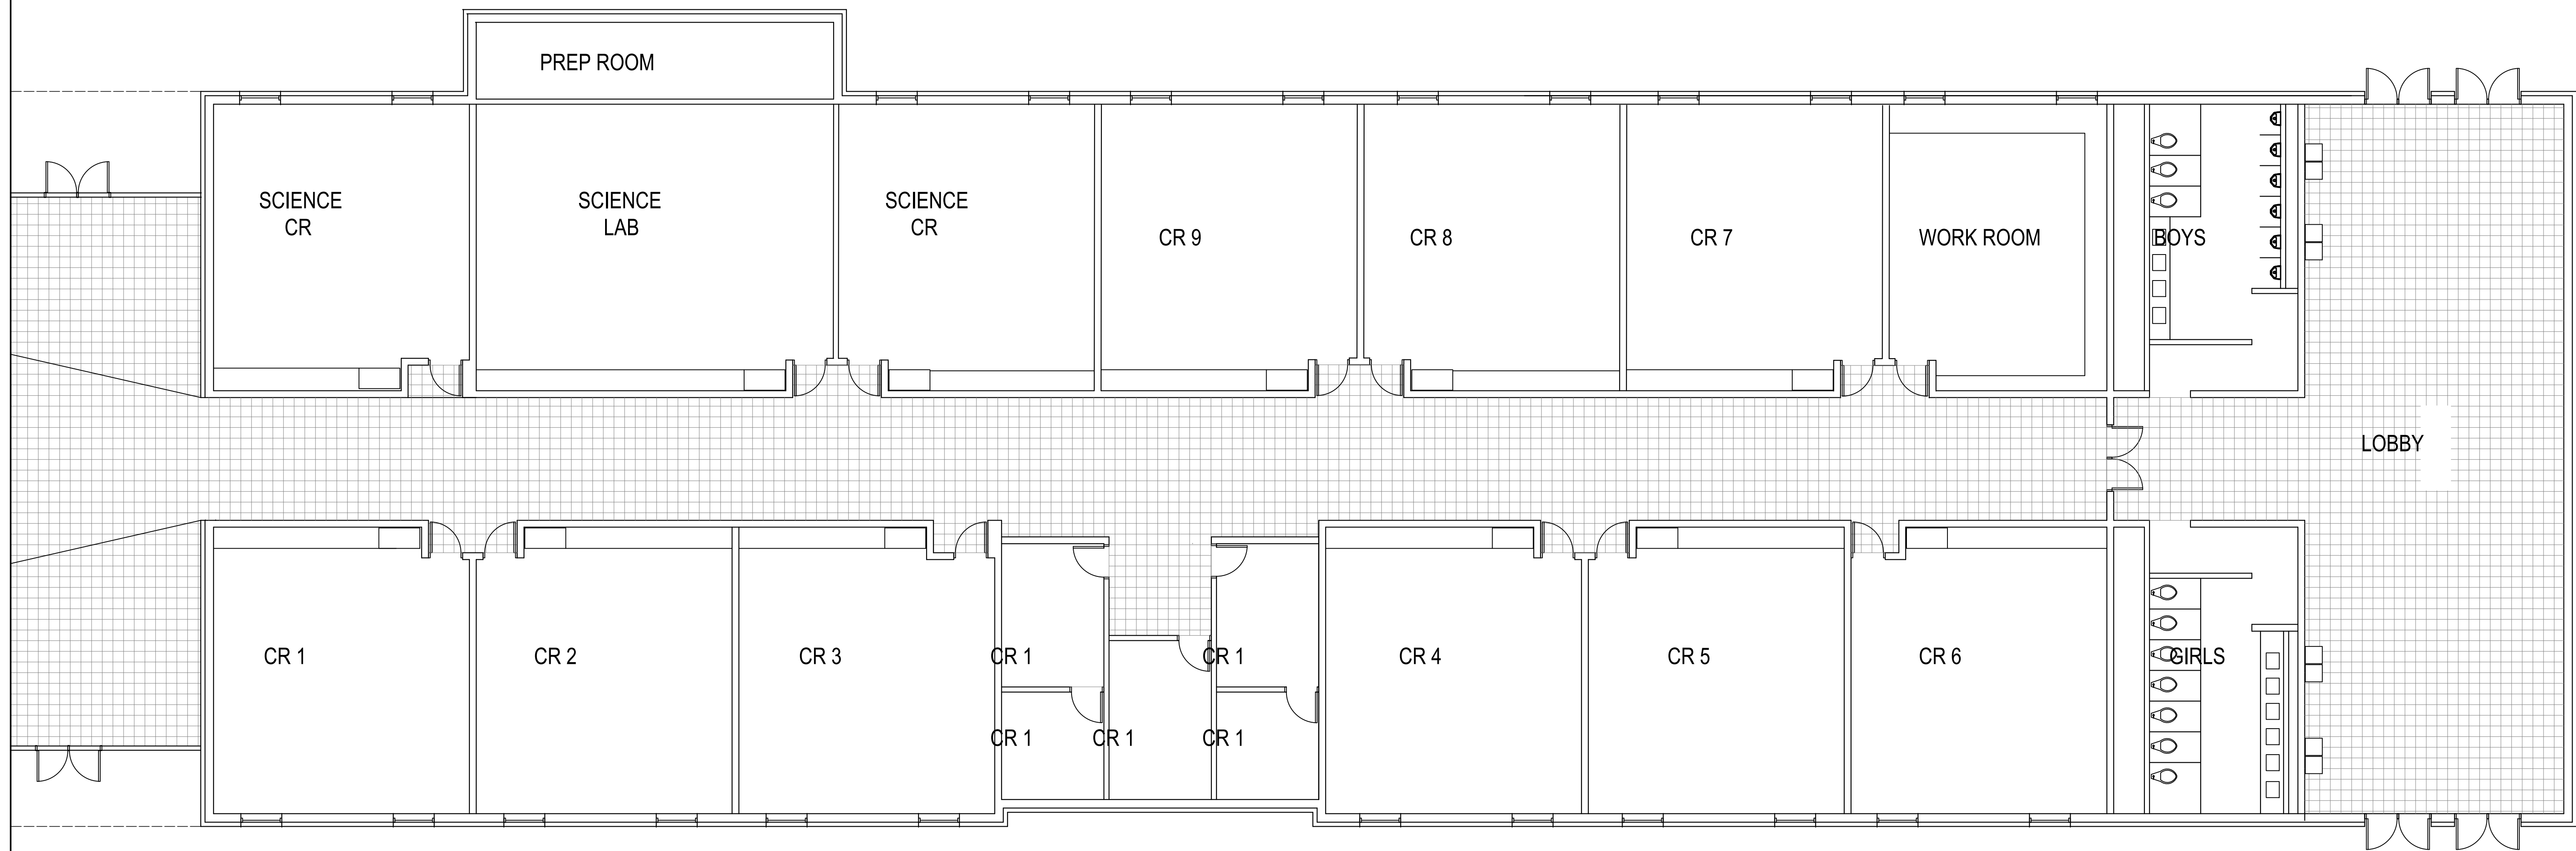 PREP ROOM
SCIENCE
CR
SCIENCE
LAB
SCIENCE
CR
CR 9
CR 8
CR 7
WORK ROOM
BOYS
LOBBY
CR 1
CR 2
CR 3
CR 1
CR 1
CR 4
CR 5
CR 6
GIRLS
CR 1
CR 1
CR 1